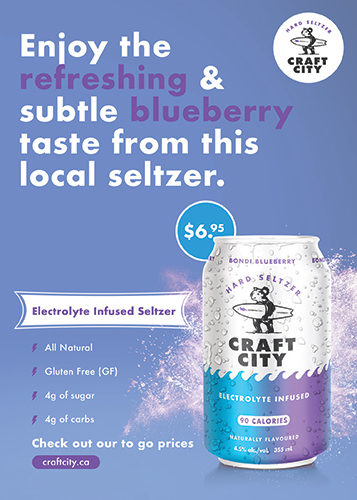 Enjoy the
refreshing &
subtle blueberry
taste from this
local seltzer.
HARD SELTZER
CRAFT
CITY
$6.95
BONDI BLUEBERRY
HARD SELTZER
CRAFT
CITY
ELECTROLYTE INFUSED
90 CALORIES
NATURALLY FLAVOURED
4.5% alc./vol. 355 ml
Electrolyte Infused Seltzer
All Natural
Gluten Free (GF)
4g of sugar
4g of carbs
Check out our to go prices
craftcity.ca